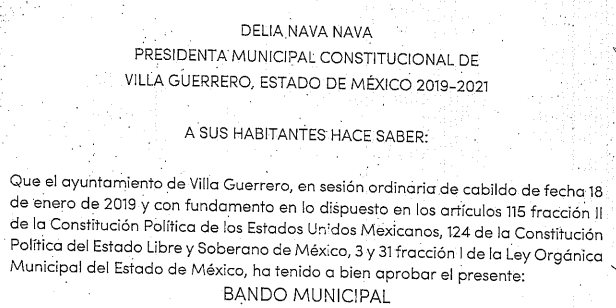 DELIA NAVA NAVA
PRESIDENTA MUNICIPAL CONSTITUCIONAL DE
VILLA GUERRERO, ESTADO DE MÉXICO 2019-2021
A SUS HABITANTES HACE SABER:
Que el ayuntamiento de Villa Guerrero, en sesión ordinaria de cabildo de fecha 18
de enero de 2019 y con fundamento en lo dispuesto en los artículos 115 fracción II
de la Constitución Política de los Estados Unidos Mexicanos, 124 de la Constitución
Política del Estado Libre y Soberano de México, 3 y 31 fracción I de la Ley Orgánica
Municipal del Estado de México, ha tenido a bien aprobar el presente:
BANDO MUNICIPAL